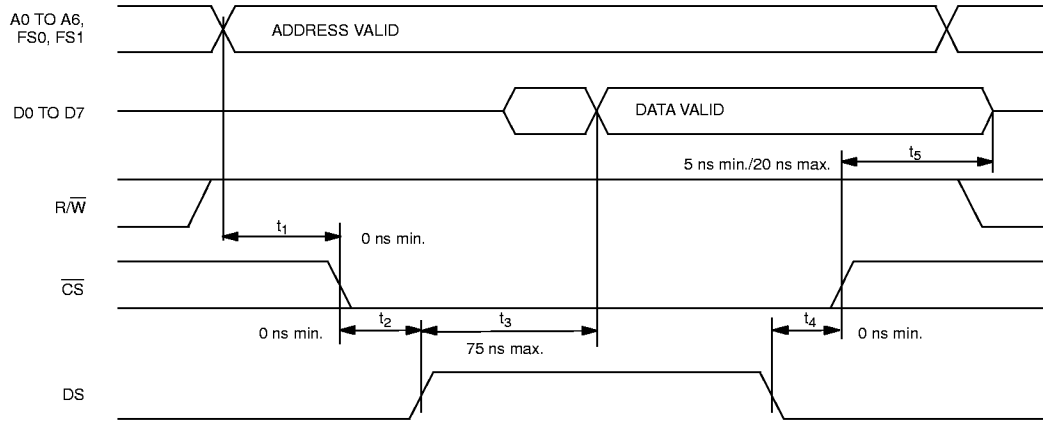 A0 TO A6,
FS0, FS1
ADDRESS VALID
D0 TO D7
DATA VALID
5 ns min./20 ns max.
t5
R/W̅
t1
0 ns min.
C̅S̅
0 ns min.
t2
t3
75 ns max.
t4
0 ns min.
DS